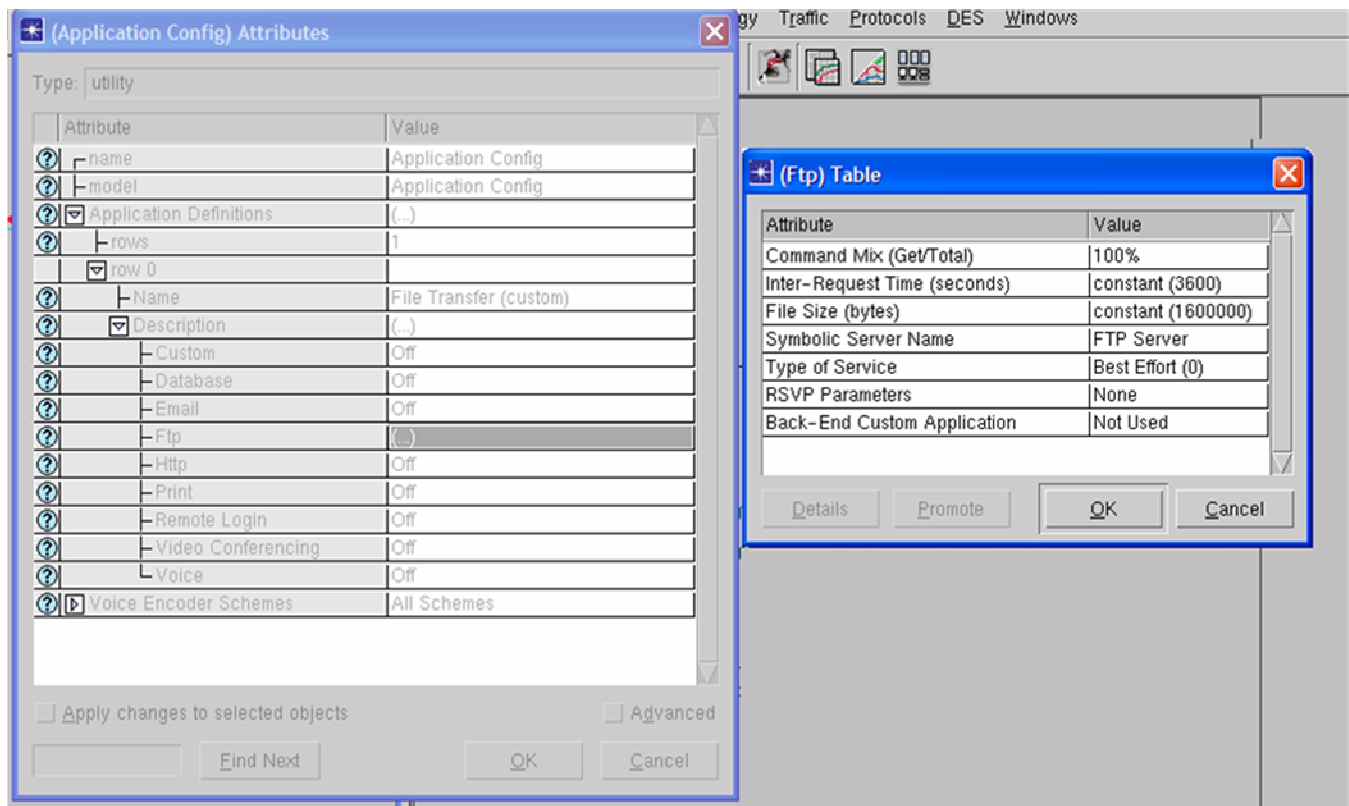 (Application Config) Attributes
gy Traffic Protocols DES Windows
Type: utility
Attribute Value
name Application Config
model Application Config
Application Definitions (...)
rows 1
row 0
Name File Transfer (custom)
Description (...)
Custom Off
Database Off
Email Off
Ftp (...)
Http Off
Print Off
Remote Login Off
Video Conferencing Off
Voice Off
Voice Encoder Schemes All Schemes
Apply changes to selected objects Advanced
Find Next OK Cancel
(Ftp) Table
Attribute Value
Command Mix (Get/Total) 100%
Inter-Request Time (seconds) constant (3600)
File Size (bytes) constant (1600000)
Symbolic Server Name FTP Server
Type of Service Best Effort (0)
RSVP Parameters None
Back-End Custom Application Not Used
Details Promote OK Cancel